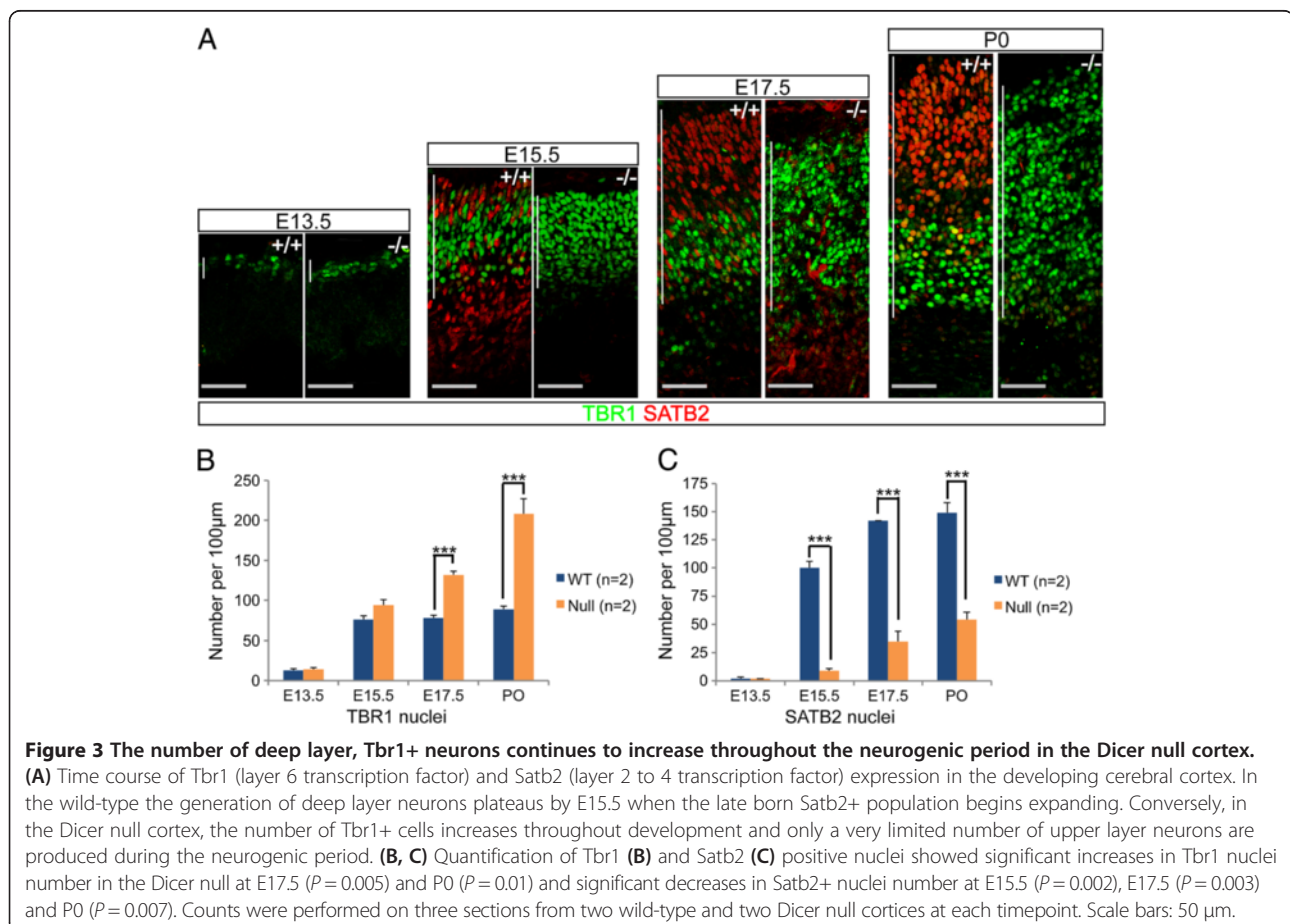 A
E13.5
+/+
-/-
E15.5
+/+
-/-
E17.5
+/+
-/-
P0
+/+
-/-
TBR1 SATB2
B
Number per 100µm
250
200
150
100
50
0
***
***
E13.5 E15.5 E17.5 PO
TBR1 nuclei
WT (n=2)
Null (n=2)
C
Number per 100µm
175
150
125
100
75
50
25
0
***
***
***
E13.5 E15.5 E17.5 PO
SATB2 nuclei
WT (n=2)
Null (n=2)
Figure 3 The number of deep layer, Tbr1+ neurons continues to increase throughout the neurogenic period in the Dicer null cortex.
(A) Time course of Tbr1 (layer 6 transcription factor) and Satb2 (layer 2 to 4 transcription factor) expression in the developing cerebral cortex. In
the wild-type the generation of deep layer neurons plateaus by E15.5 when the late born Satb2+ population begins expanding. Conversely, in
the Dicer null cortex, the number of Tbr1+ cells increases throughout development and only a very limited number of upper layer neurons are
produced during the neurogenic period. (B, C) Quantification of Tbr1 (B) and Satb2 (C) positive nuclei showed significant increases in Tbr1 nuclei
number in the Dicer null at E17.5 (P = 0.005) and P0 (P = 0.01) and significant decreases in Satb2+ nuclei number at E15.5 (P = 0.002), E17.5 (P = 0.003)
and P0 (P = 0.007). Counts were performed on three sections from two wild-type and two Dicer null cortices at each timepoint. Scale bars: 50 µm.